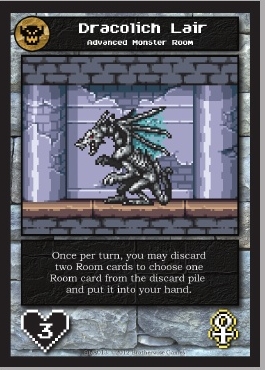 Dracolich Lair
Advanced Monster Room
Once per turn, you may discard
two Room cards to choose one
Room card from the discard pile
and put it into your hand.
3